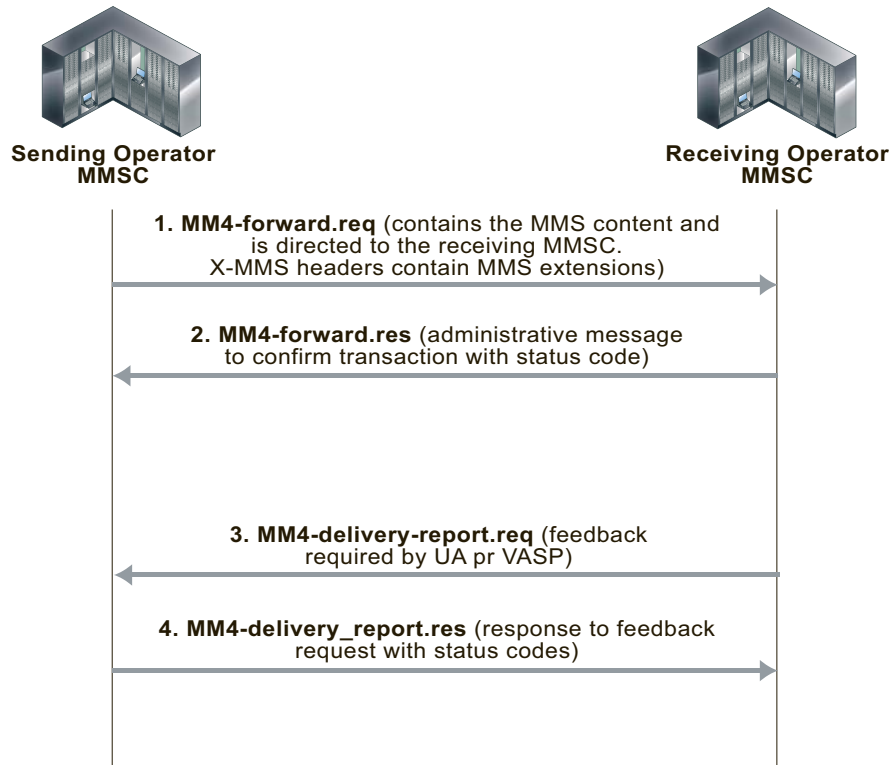 Sending Operator
MMSC
Receiving Operator
MMSC
1. MM4-forward.req (contains the MMS content and
is directed to the receiving MMSC.
X-MMS headers contain MMS extensions)
2. MM4-forward.res (administrative message
to confirm transaction with status code)
3. MM4-delivery-report.req (feedback
required by UA pr VASP)
4. MM4-delivery_report.res (response to feedback
request with status codes)